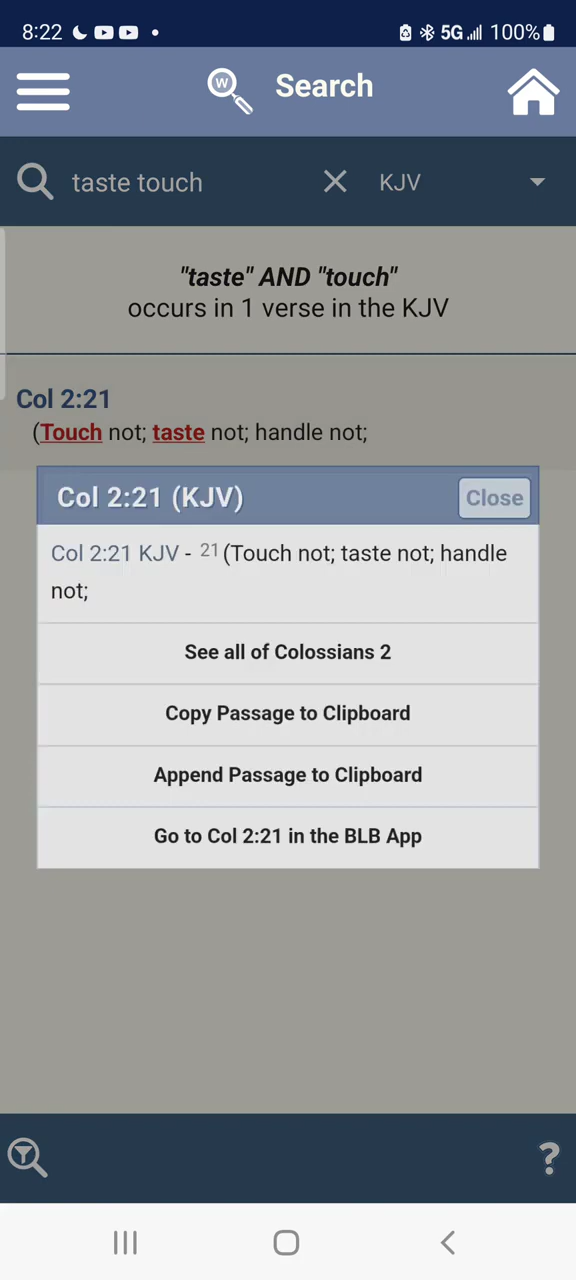 8:22 5G 100%
W Search
taste touch KJV
"taste" AND "touch"
occurs in 1 verse in the KJV
Col 2:21
(Touch not; taste not; handle not;
Col 2:21 (KJV) Close
Col 2:21 KJV - 21 (Touch not; taste not; handle
not;
See all of Colossians 2
Copy Passage to Clipboard
Append Passage to Clipboard
Go to Col 2:21 in the BLB App
?